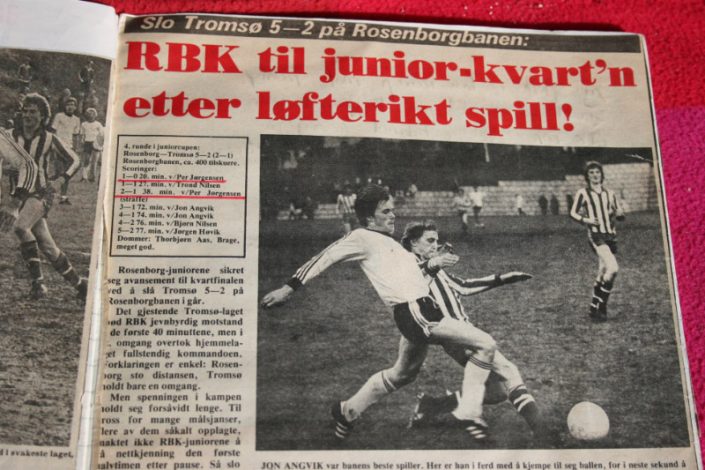 Slo Tromsø 5—2 på Rosenborgbanen:
RBK til junior-kvart'n
etter løfterikt spill!
4. runde i juniorcupen:
Rosenborg—Tromsø 5—2 (2—1)
Rosenborgbanen, ca. 400 tilskurre.
Scoringer:
1—0 20. min. v/Per Jørgensen
1—1 27. min. v/Trond Nilsen
2—1 38. min. v/Per Jørgensen
(straffe)
3—1 72. min. v/Jon Angvik
4—1 74. min. v/Jon Angvik
4—2 76. min. v/Bjørn Nilsen
5—2 77. min. v/Jørgen Høvik
Dommer: Thorbjørn Aas, Brage,
meget god.
Rosenborg-juniorene sikret
seg avansement til kvartfinalen
ved å slå Tromsø 5—2 på
Rosenborgbanen i går.
Det gjestende Tromsø-laget
RBK jevnbyrdig motstand
de første 40 minuttene, men i
omgang overtok hjemmela-
get fullstendig kommandoen.
Forklaringen er enkel: Rosen-
borg sto distansen, Tromsø
holdt bare en omgang.
Men spenningen i kampen
holdt seg forsåvidt lenge. Til
tross for mange målsjanser,
flere av dem såkalt opplagte,
maktet ikke RBK-juniorene å
nettkjenning den første
halvtimen etter pause. Så slo
i svakeste laget,
JON ANGVIK var banens beste spiller. Her er han i ferd med å kjempe til seg ballen, for i neste sekund å